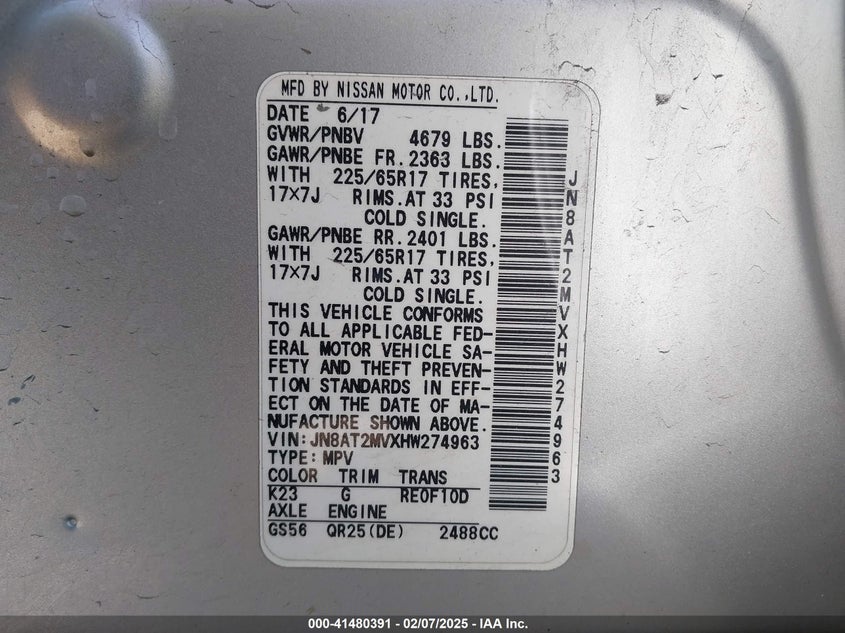 MFD BY NISSAN MOTOR CO.,LTD.
DATE 6/17
GVWR/PNBV 4679 LBS.
GAWR/PNBE FR. 2363 LBS.
WITH 225/65R17 TIRES,
17×7J RIMS.AT 33 PSI
COLD SINGLE.
GAWR/PNBE RR. 2401 LBS.
WITH 225/65R17 TIRES,
17×7J RIMS.AT 33 PSI
COLD SINGLE.
THIS VEHICLE CONFORMS
TO ALL APPLICABLE FED-
ERAL MOTOR VEHICLE SA-
FETY AND THEFT PREVEN-
TION STANDARDS IN EFF-
ECT ON THE DATE OF MA-
NUFACTURE SHOWN ABOVE.
VIN:JN8AT2MVXHW274963
TYPE:MPV
COLOR TRIM TRANS
K23 G RE0F10D
AXLE ENGINE
GS56 QR25(DE) 2488CC
JN8AT2MVXHW274963
000-41480391 - 02/07/2025 - IAA Inc.